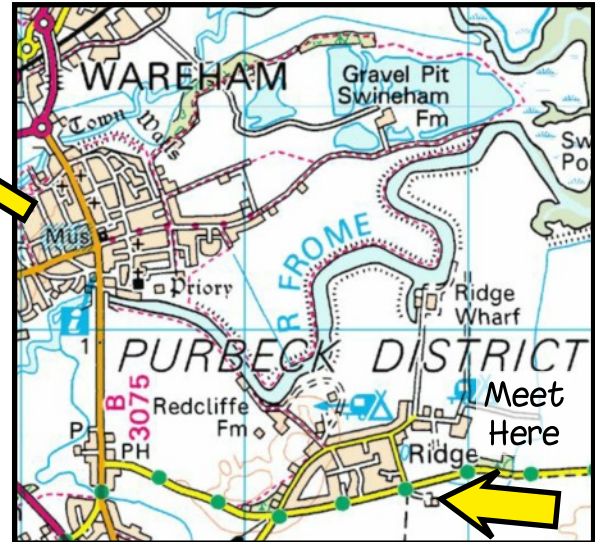 WAREHAM
Gravel Pit
Swineham
Fm
Town Walls
Sw
Po
Mus
Priory
R FROME
Ridge
Wharf
i
1
PURBECK DISTRICT
B 3075
Redcliffe
Fm
Meet
Here
P
PH
Ridge